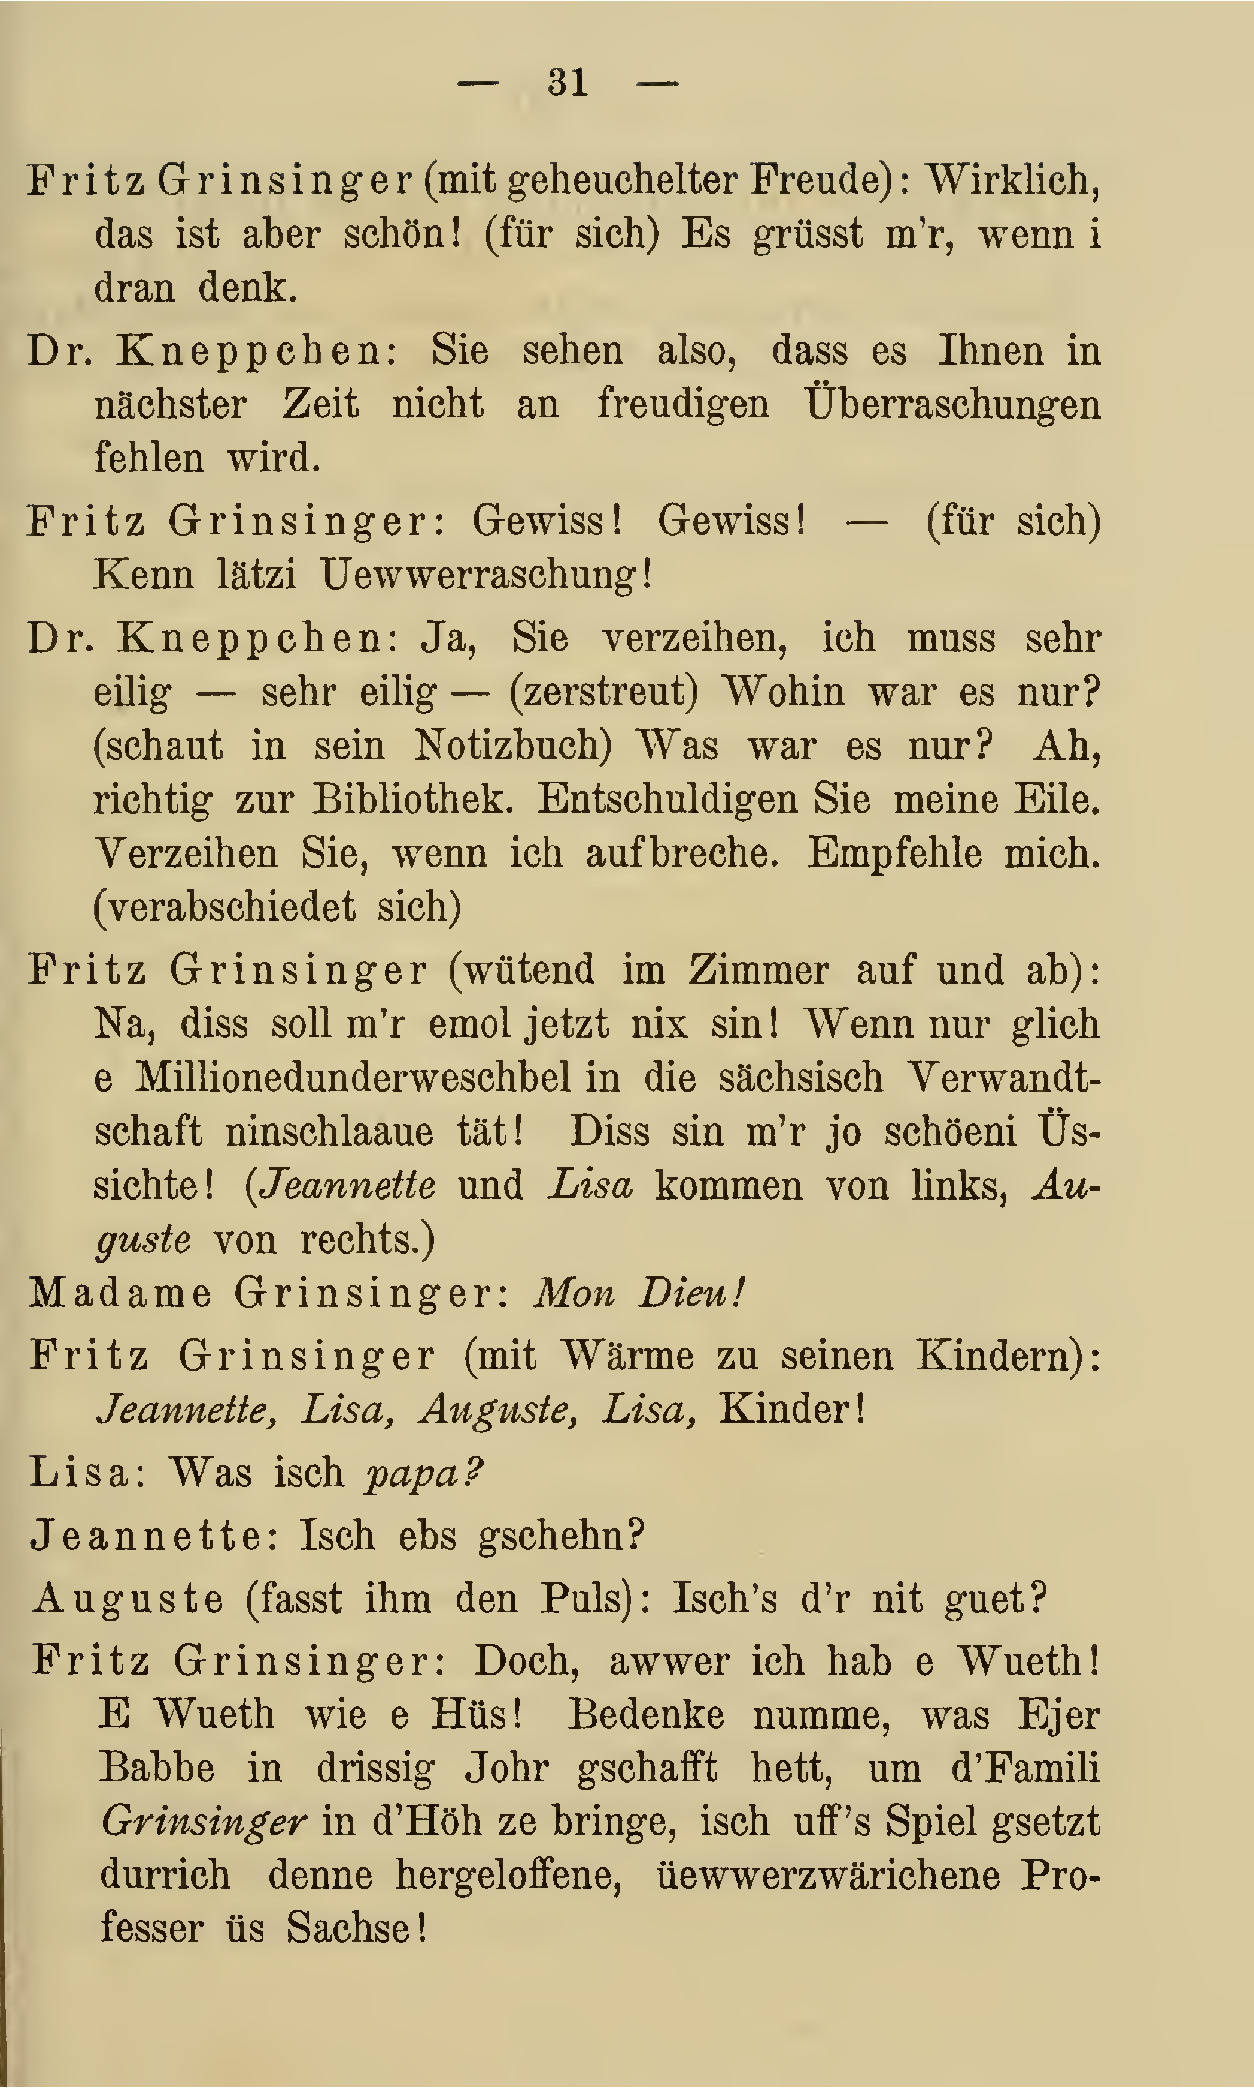 — 31 —
Fritz Grinsinger (mit geheuchelter Freude): Wirklich,
das ist aber schön! (für sich) Es grüsst m'r, wenn i
dran denk.
Dr. Kneppchen: Sie sehen also, dass es Ihnen in
nächster Zeit nicht an freudigen Überraschungen
fehlen wird.
Fritz Grinsinger: Gewiss! Gewiss! — (für sich)
Kenn lätzi Uewwerraschung!
Dr. Kneppchen: Ja, Sie verzeihen, ich muss sehr
eilig — sehr eilig — (zerstreut) Wohin war es nur?
(schaut in sein Notizbuch) Was war es nur? Ah,
richtig zur Bibliothek. Entschuldigen Sie meine Eile.
Verzeihen Sie, wenn ich aufbreche. Empfehle mich.
(verabschiedet sich)
Fritz Grinsinger (wütend im Zimmer auf und ab):
Na, diss soll m'r emol jetzt nix sin! Wenn nur glich
e Millionedunderweschbel in die sächsisch Verwandt-
schaft ninschlaaue tät! Diss sin m'r jo schöeni Üs-
sichte! (Jeannette und Lisa kommen von links, Au-
guste von rechts.)
Madame Grinsinger: Mon Dieu!
Fritz Grinsinger (mit Wärme zu seinen Kindern):
Jeannette, Lisa, Auguste, Lisa, Kinder!
Lisa: Was isch papa?
Jeannette: Isch ebs gschehn?
Auguste (fasst ihm den Puls): Isch's d'r nit guet?
Fritz Grinsinger: Doch, awwer ich hab e Wueth!
E Wueth wie e Hüs! Bedenke numme, was Ejer
Babbe in drissig Johr gschafft hett, um d'Famili
Grinsinger in d'Höh ze bringe, isch uff's Spiel gsetzt
durrich denne hergeloffene, üewwerzwärichene Pro-
fesser üs Sachse!